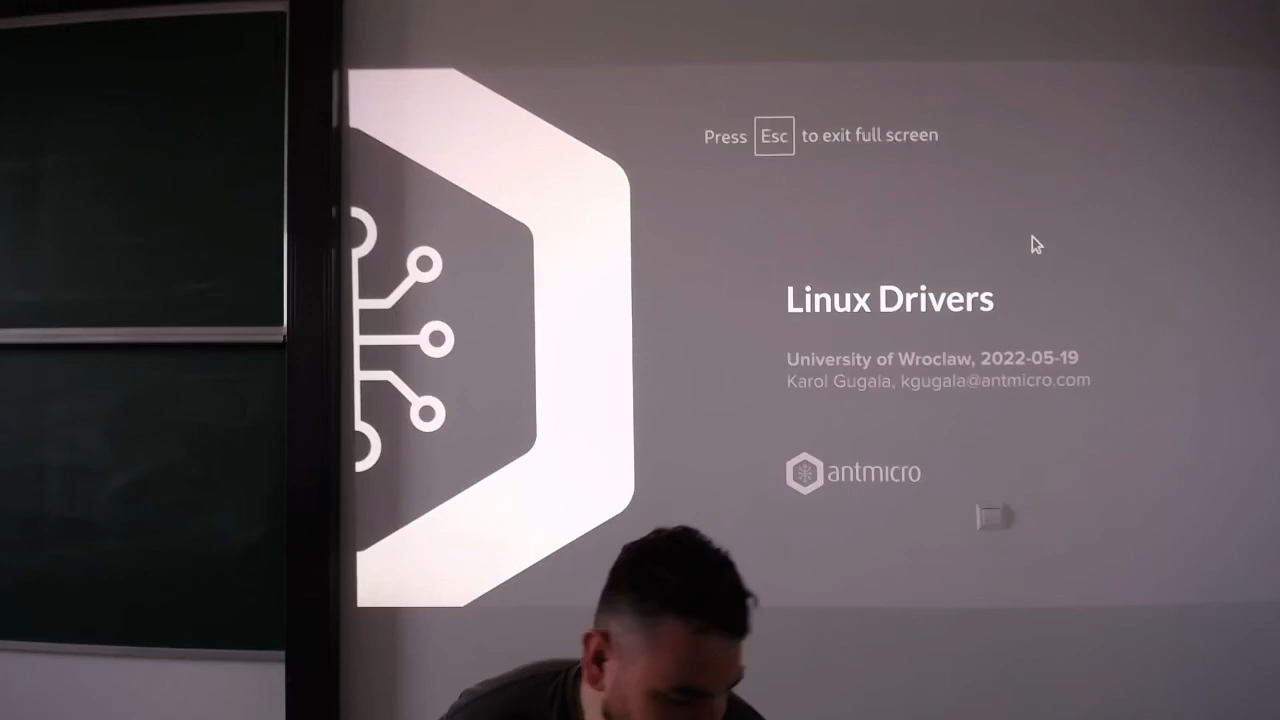 Press Esc to exit full screen
Linux Drivers
University of Wroclaw, 2022-05-19
Karol Gugala, kgugala@antmicro.com
antmicro